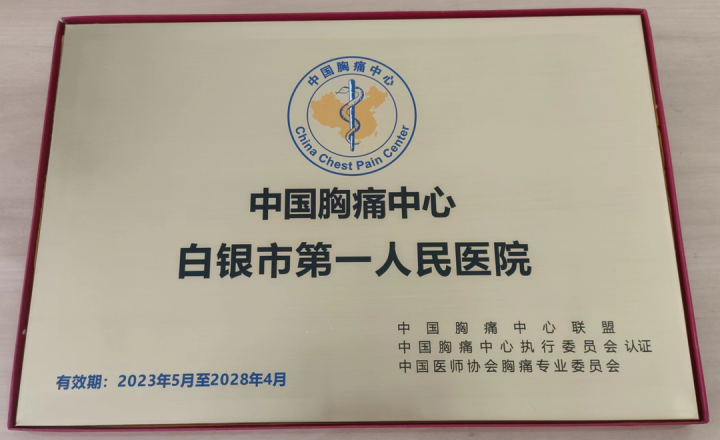 中国胸痛中心
China Chest Pain Center
中国胸痛中心
白银市第一人民医院
中国胸痛中心联盟
中国胸痛中心执行委员会 认证
中国医师协会胸痛专业委员会
有效期：2023年5月至2028年4月